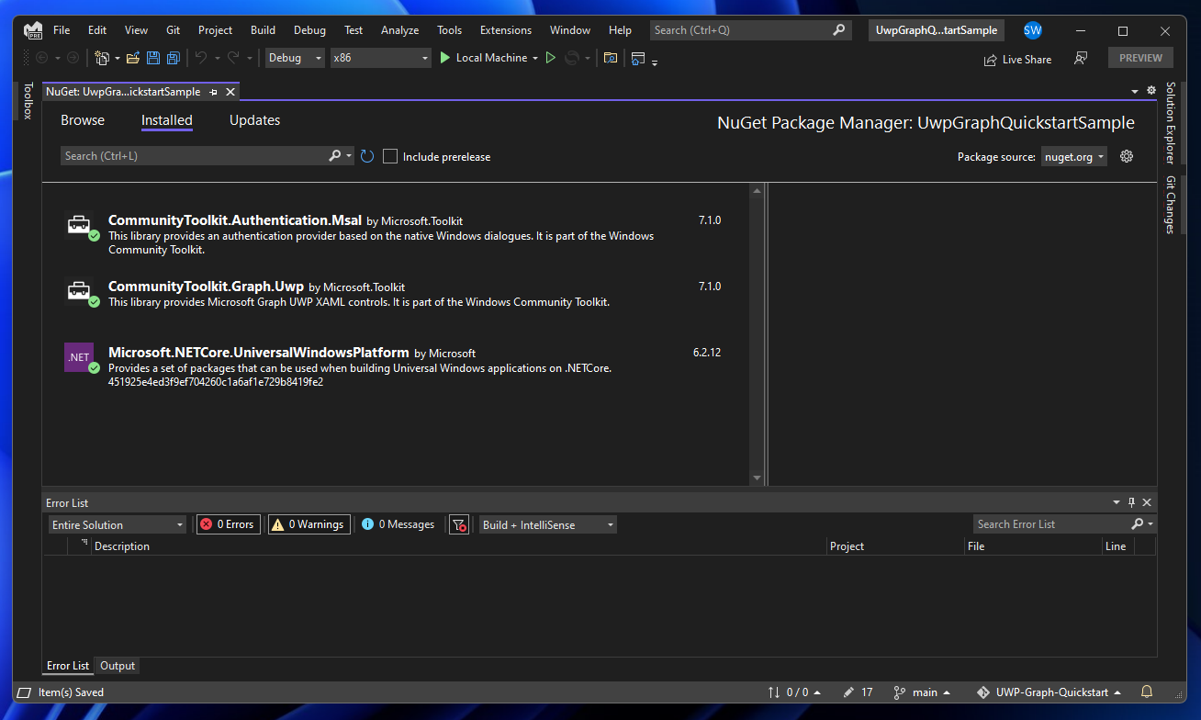 PRE File Edit View Git Project Build Debug Test Analyze Tools Extensions Window Help Search (Ctrl+Q) UwpGraphQ...tartSample SW
Debug x86 Local Machine Live Share PREVIEW
Toolbox
NuGet: UwpGra...ickstartSample
Browse Installed Updates
NuGet Package Manager: UwpGraphQuickstartSample
Search (Ctrl+L) Include prerelease Package source: nuget.org
CommunityToolkit.Authentication.Msal by Microsoft.Toolkit 7.1.0
This library provides an authentication provider based on the native Windows dialogues. It is part of the Windows
Community Toolkit.
CommunityToolkit.Graph.Uwp by Microsoft.Toolkit 7.1.0
This library provides Microsoft Graph UWP XAML controls. It is part of the Windows Community Toolkit.
.NET
Microsoft.NETCore.UniversalWindowsPlatform by Microsoft 6.2.12
Provides a set of packages that can be used when building Universal Windows applications on .NETCore.
451925e4ed3f9ef704260c1a6af1e729b8419fe2
Solution Explorer
Git Changes
Error List
Entire Solution 0 Errors 0 Warnings 0 Messages Build + IntelliSense Search Error List
Description Project File Line
Error List Output
Item(s) Saved 0 / 0 17 main UWP-Graph-Quickstart